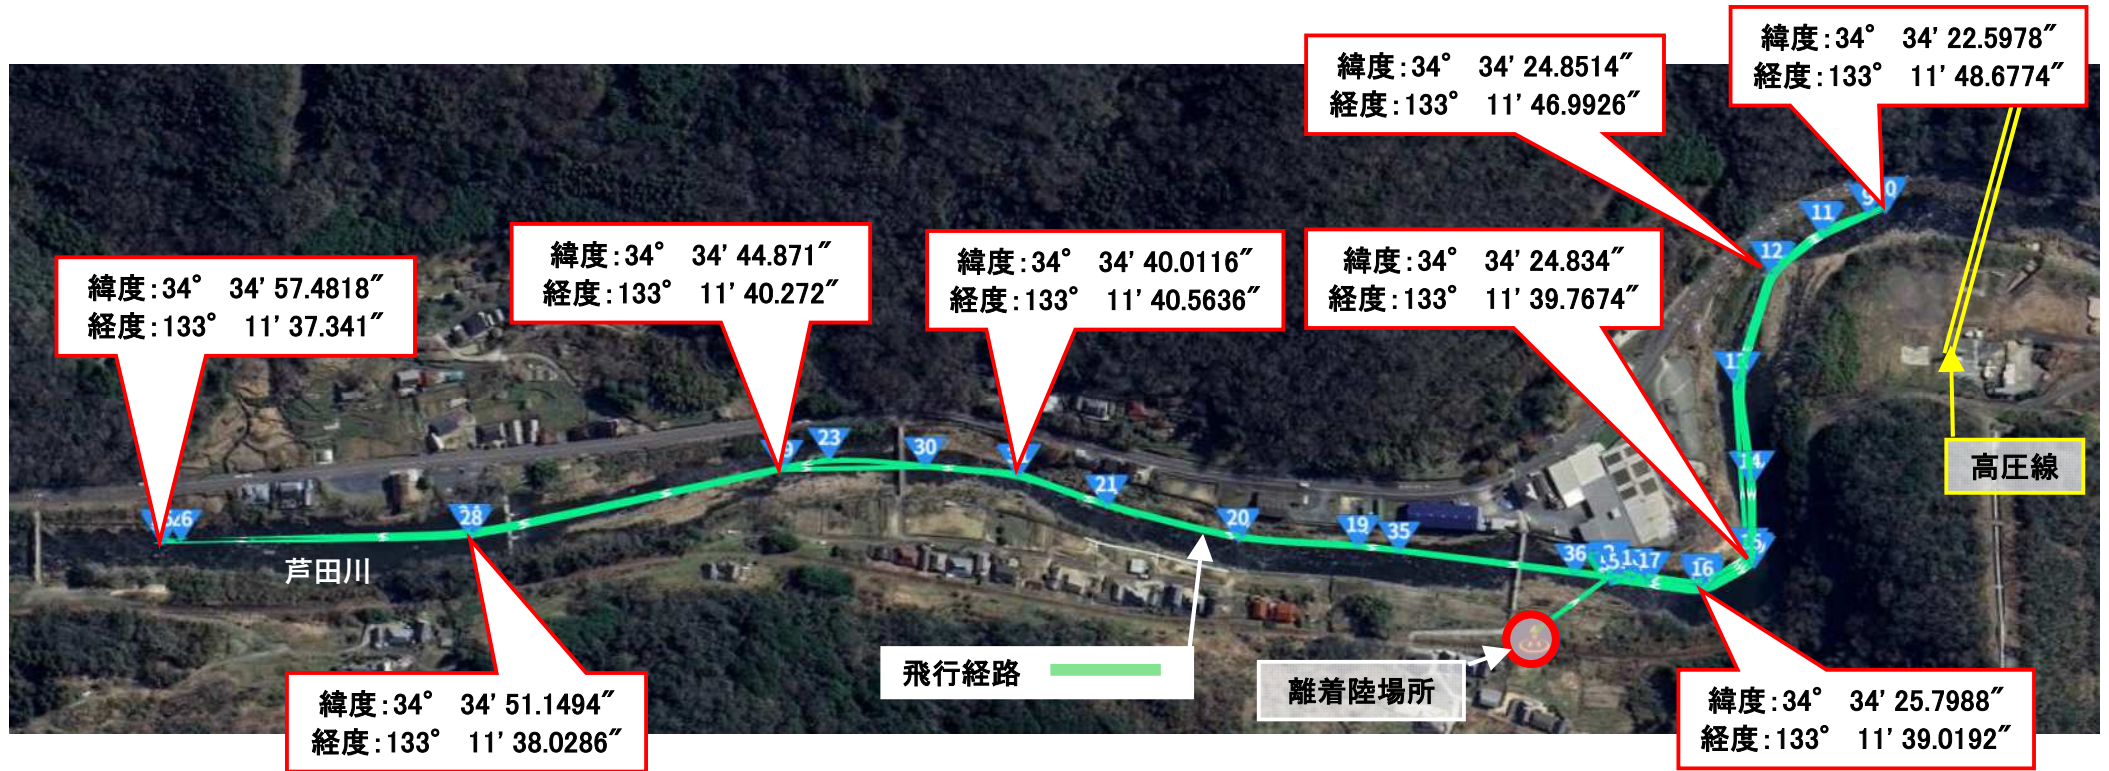 緯度:34°　34’ 22.5978″
経度:133°　11’ 48.6774″
緯度:34°　34’ 24.8514″
経度:133°　11’ 46.9926″
緯度:34°　34’ 44.871″
経度:133°　11’ 40.272″
緯度:34°　34’ 40.0116″
経度:133°　11’ 40.5636″
緯度:34°　34’ 24.834″
経度:133°　11’ 39.7674″
緯度:34°　34’ 57.4818″
経度:133°　11’ 37.341″
11
12
14
23
30
21
20
19
35
28
36
17
16
高圧線
芦田川
飛行経路
離着陸場所
緯度:34°　34’ 51.1494″
経度:133°　11’ 38.0286″
緯度:34°　34’ 25.7988″
経度:133°　11’ 39.0192″